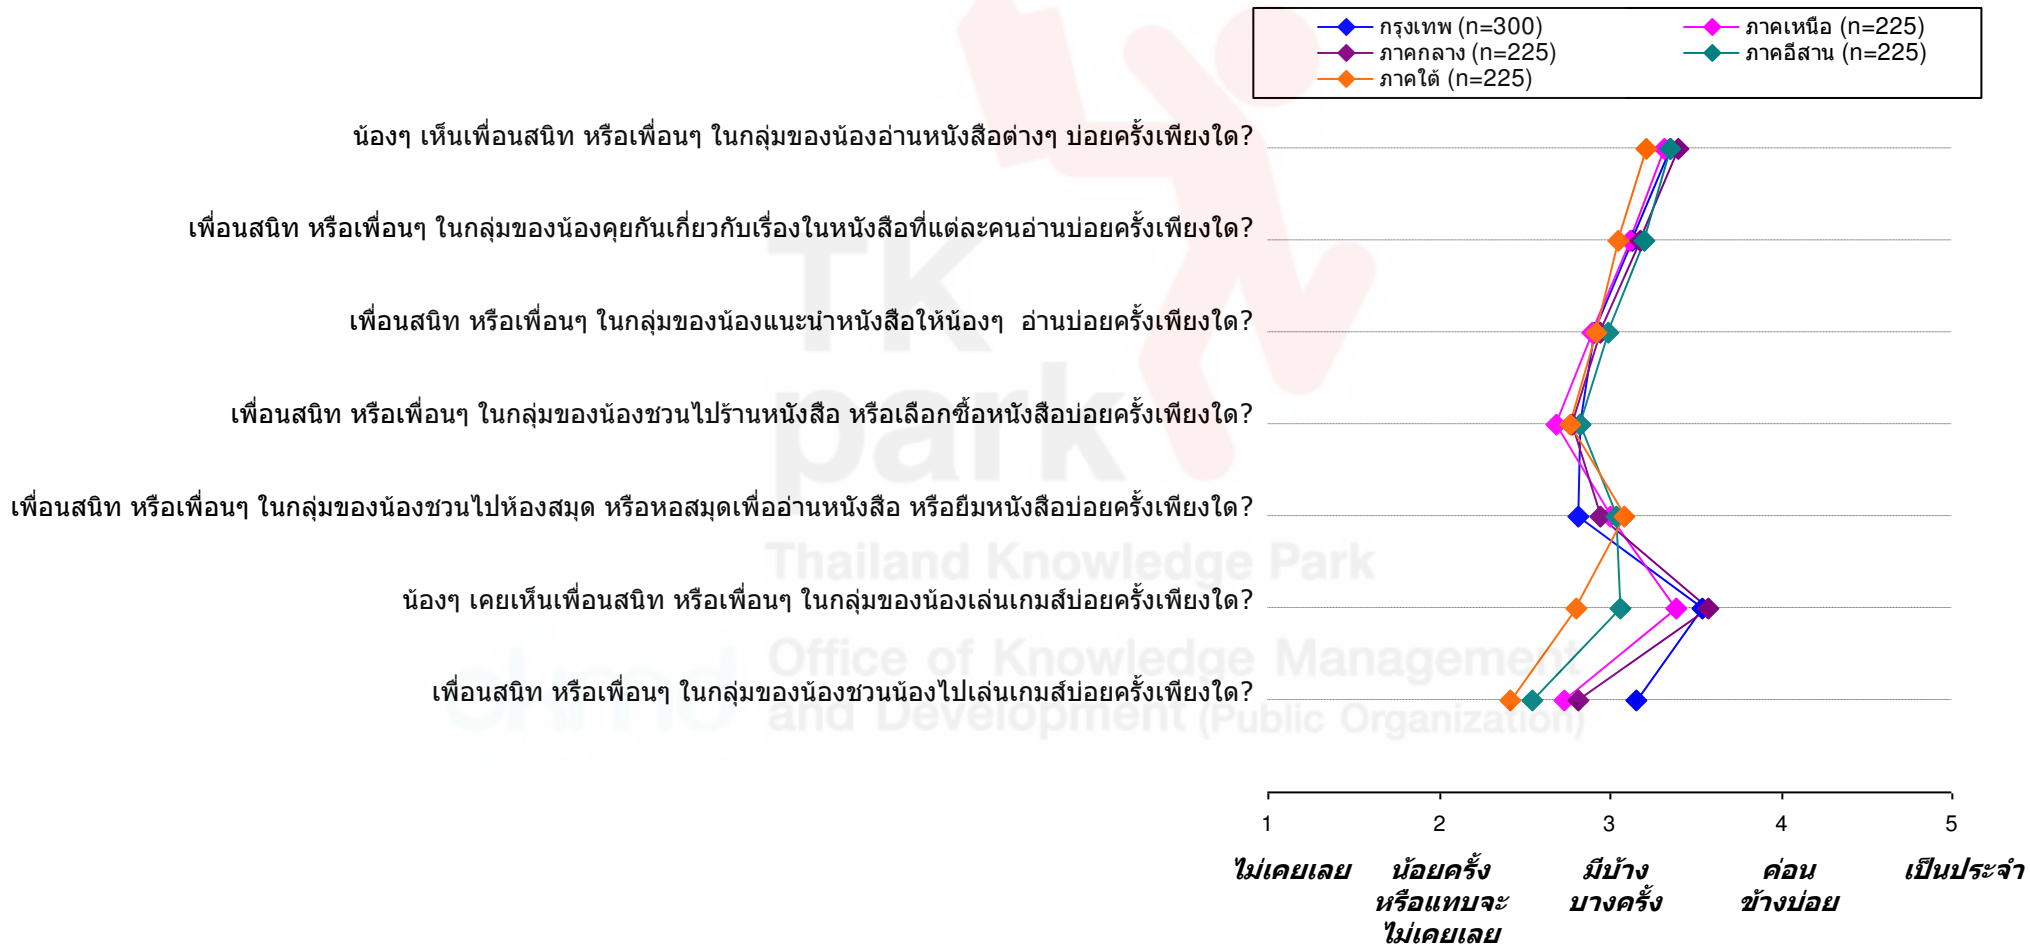 กรุงเทพ (n=300)
ภาคเหนือ (n=225)
ภาคกลาง (n=225)
ภาคอีสาน (n=225)
ภาคใต้ (n=225)
น้องๆ เห็นเพื่อนสนิท หรือเพื่อนๆ ในกลุ่มของน้องอ่านหนังสือต่างๆ บ่อยครั้งเพียงใด?
เพื่อนสนิท หรือเพื่อนๆ ในกลุ่มของน้องคุยกันเกี่ยวกับเรื่องในหนังสือที่แต่ละคนอ่านบ่อยครั้งเพียงใด?
เพื่อนสนิท หรือเพื่อนๆ ในกลุ่มของน้องแนะนำหนังสือให้น้องๆ อ่านบ่อยครั้งเพียงใด?
เพื่อนสนิท หรือเพื่อนๆ ในกลุ่มของน้องชวนไปร้านหนังสือ หรือเลือกซื้อหนังสือบ่อยครั้งเพียงใด?
เพื่อนสนิท หรือเพื่อนๆ ในกลุ่มของน้องชวนไปห้องสมุด หรือหอสมุดเพื่ออ่านหนังสือ หรือยืมหนังสือบ่อยครั้งเพียงใด?
น้องๆ เคยเห็นเพื่อนสนิท หรือเพื่อนๆ ในกลุ่มของน้องเล่นเกมส์บ่อยครั้งเพียงใด?
เพื่อนสนิท หรือเพื่อนๆ ในกลุ่มของน้องชวนน้องไปเล่นเกมส์บ่อยครั้งเพียงใด?
TK
park
Thailand Knowledge Park
Office of Knowledge Management
and Development (Public Organization)
1 2 3 4 5
ไม่เคยเลย
น้อยครั้ง
หรือแทบจะ
ไม่เคยเลย
มีบ้าง
บางครั้ง
ค่อน
ข้างบ่อย
เป็นประจำ